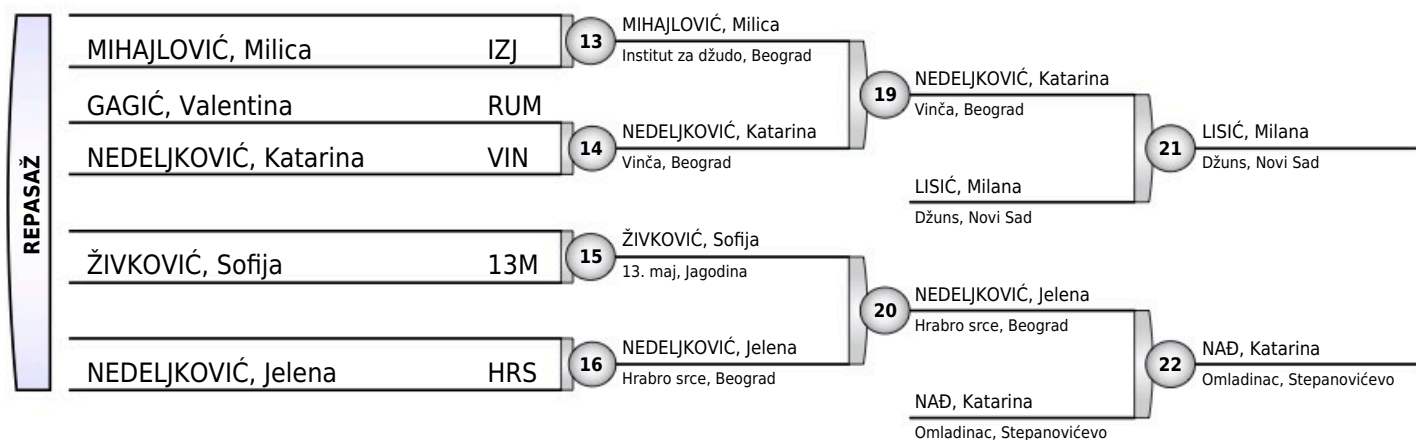 REPASAŽ
MIHAJLOVIĆ, Milica IZJ
GAGIĆ, Valentina RUM
NEDELJKOVIĆ, Katarina VIN
ŽIVKOVIĆ, Sofija 13M
NEDELJKOVIĆ, Jelena HRS
13
MIHAJLOVIĆ, Milica
Institut za džudo, Beograd
14
NEDELJKOVIĆ, Katarina
Vinča, Beograd
15
ŽIVKOVIĆ, Sofija
13. maj, Jagodina
16
NEDELJKOVIĆ, Jelena
Hrabro srce, Beograd
19
NEDELJKOVIĆ, Katarina
Vinča, Beograd
LISIĆ, Milana
Džuns, Novi Sad
20
NEDELJKOVIĆ, Jelena
Hrabro srce, Beograd
NAĐ, Katarina
Omladinac, Stepanovićevo
21
LISIĆ, Milana
Džuns, Novi Sad
22
NAĐ, Katarina
Omladinac, Stepanovićevo